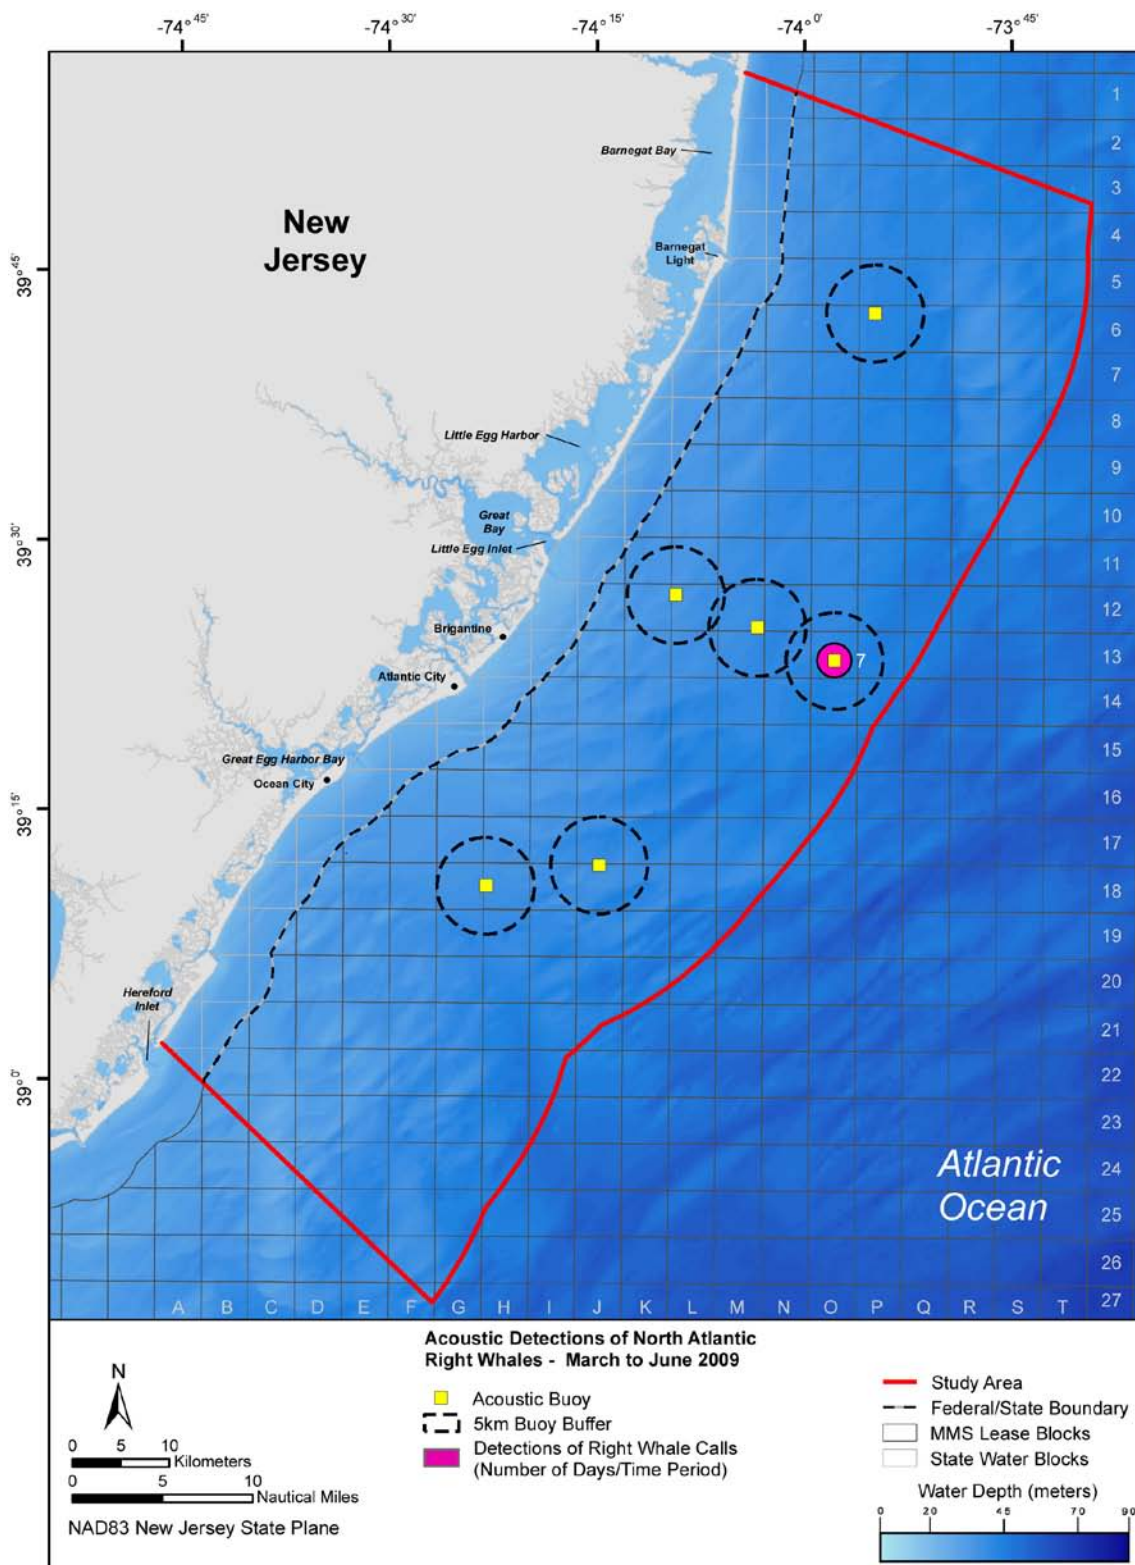 -74°45'
-74°30'
-74°15'
-74°0'
-73°45'
1
2
Barnegat Bay
3
New
Jersey
4
Barnegat
Light
39°45'
5
6
7
8
Little Egg Harbor
9
10
Great
Bay
39°30'
Little Egg Inlet
11
12
Brigantine
13
7
Atlantic City
14
15
Great Egg Harbor Bay
Ocean City
16
39°15'
17
18
19
20
Hereford
Inlet
21
22
39°0'
23
24
Atlantic
Ocean
25
26
27
A B C D E F G H I J K L M N O P Q R S T
Acoustic Detections of North Atlantic
Right Whales - March to June 2009
N
Acoustic Buoy
5km Buoy Buffer
Detections of Right Whale Calls
(Number of Days/Time Period)
0 5 10
Kilometers
0 5 10
Nautical Miles
NAD83 New Jersey State Plane
Study Area
Federal/State Boundary
MMS Lease Blocks
State Water Blocks
Water Depth (meters)
0 20 45 70 90